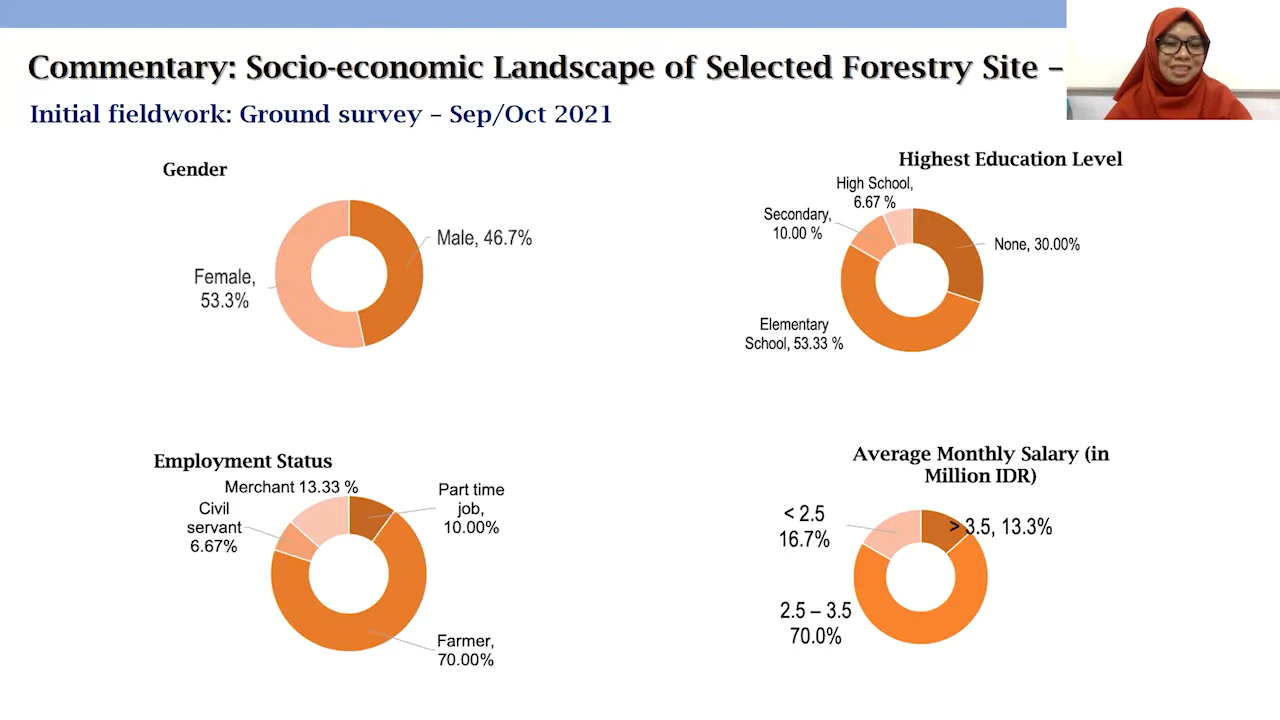 Commentary: Socio-economic Landscape of Selected Forestry Site –
Initial fieldwork: Ground survey – Sep/Oct 2021
Gender
Male, 46.7%
Female,
53.3%
Highest Education Level
High School,
6.67 %
Secondary,
10.00 %
None, 30.00%
Elementary
School, 53.33 %
Employment Status
Merchant 13.33 %
Part time
job,
10.00%
Civil
servant
6.67%
Farmer,
70.00%
Average Monthly Salary (in
Million IDR)
< 2.5
16.7%
> 3.5, 13.3%
2.5 – 3.5
70.0%